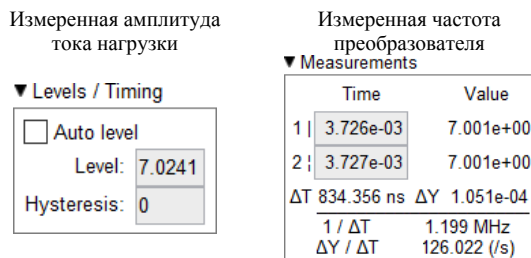 Измеренная амплитуда
тока нагрузки
▼ Levels / Timing
Auto level
Level: 7.0241
Hysteresis: 0
Измеренная частота
преобразователя
▼ Measurements
Time Value
1 | 3.726e-03 7.001e+00
2 ¦ 3.727e-03 7.001e+00
ΔT 834.356 ns ΔY 1.051e-04
1 / ΔT 1.199 MHz
ΔY / ΔT 126.022 (/s)